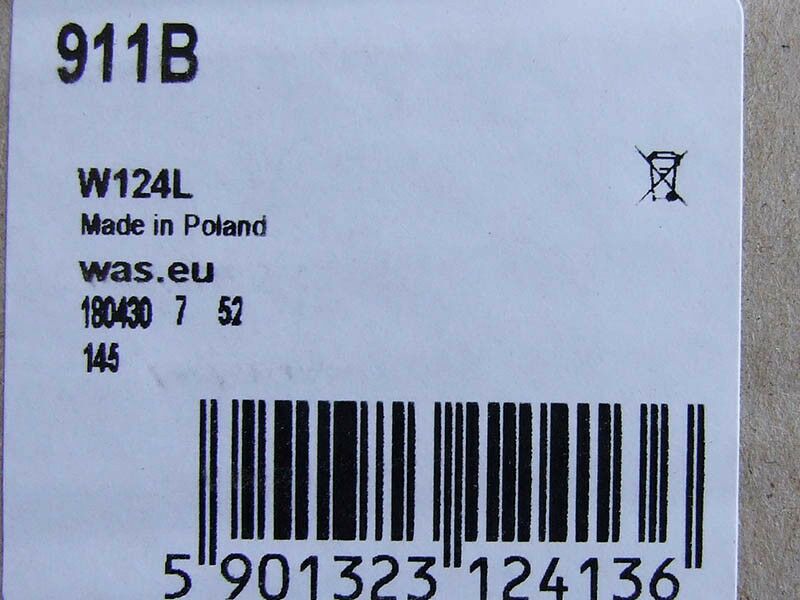 911B
W124L
Made in Poland
was.eu
180430 7 52
145
5 901323 124136